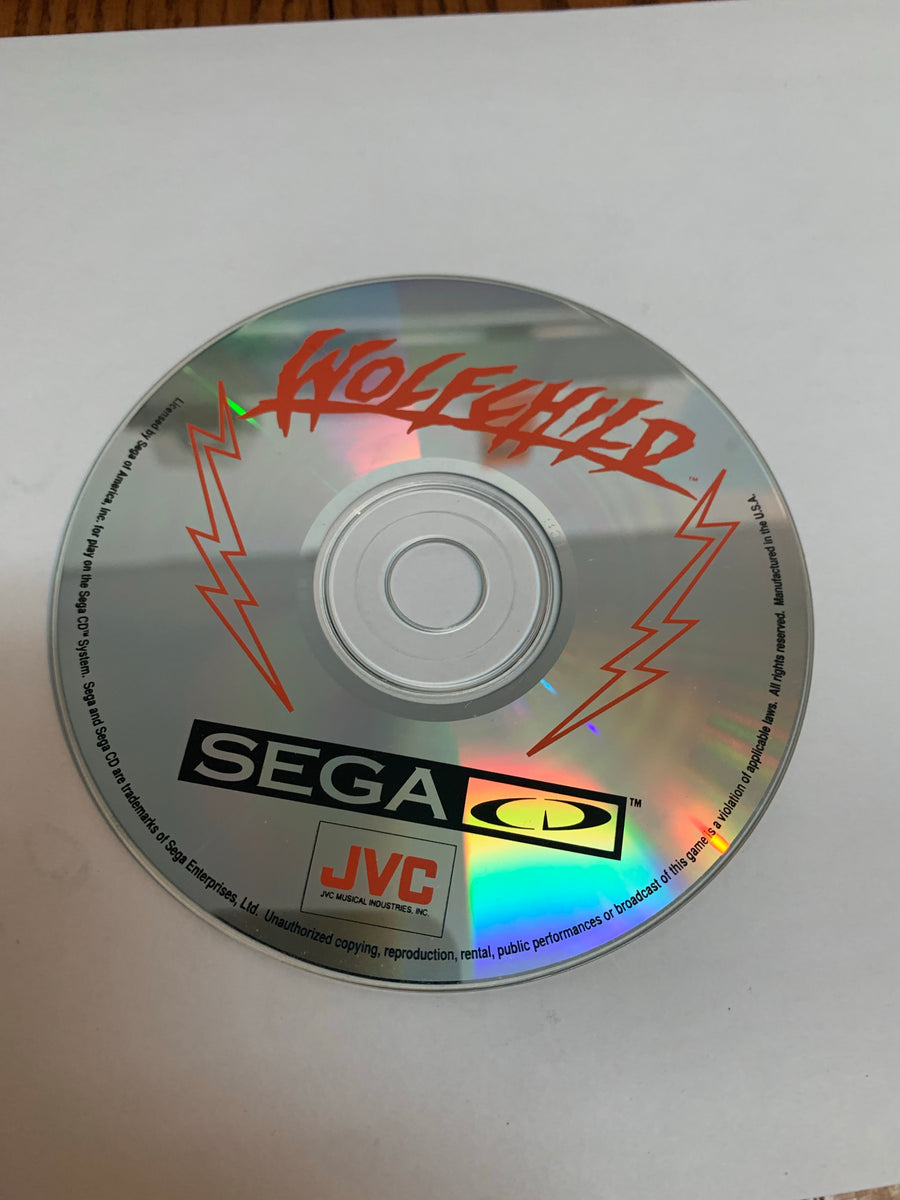 WOLFCHILD™
SEGA CD™
JVC
JVC MUSICAL INDUSTRIES, INC.
Licensed by Sega of America, Inc. for play on the Sega CD™ System. Sega and Sega CD are trademarks of Sega Enterprises, Ltd. Unauthorized copying, reproduction, rental, public performances or broadcast of this game is a violation of applicable laws. All rights reserved. Manufactured in the U.S.A.